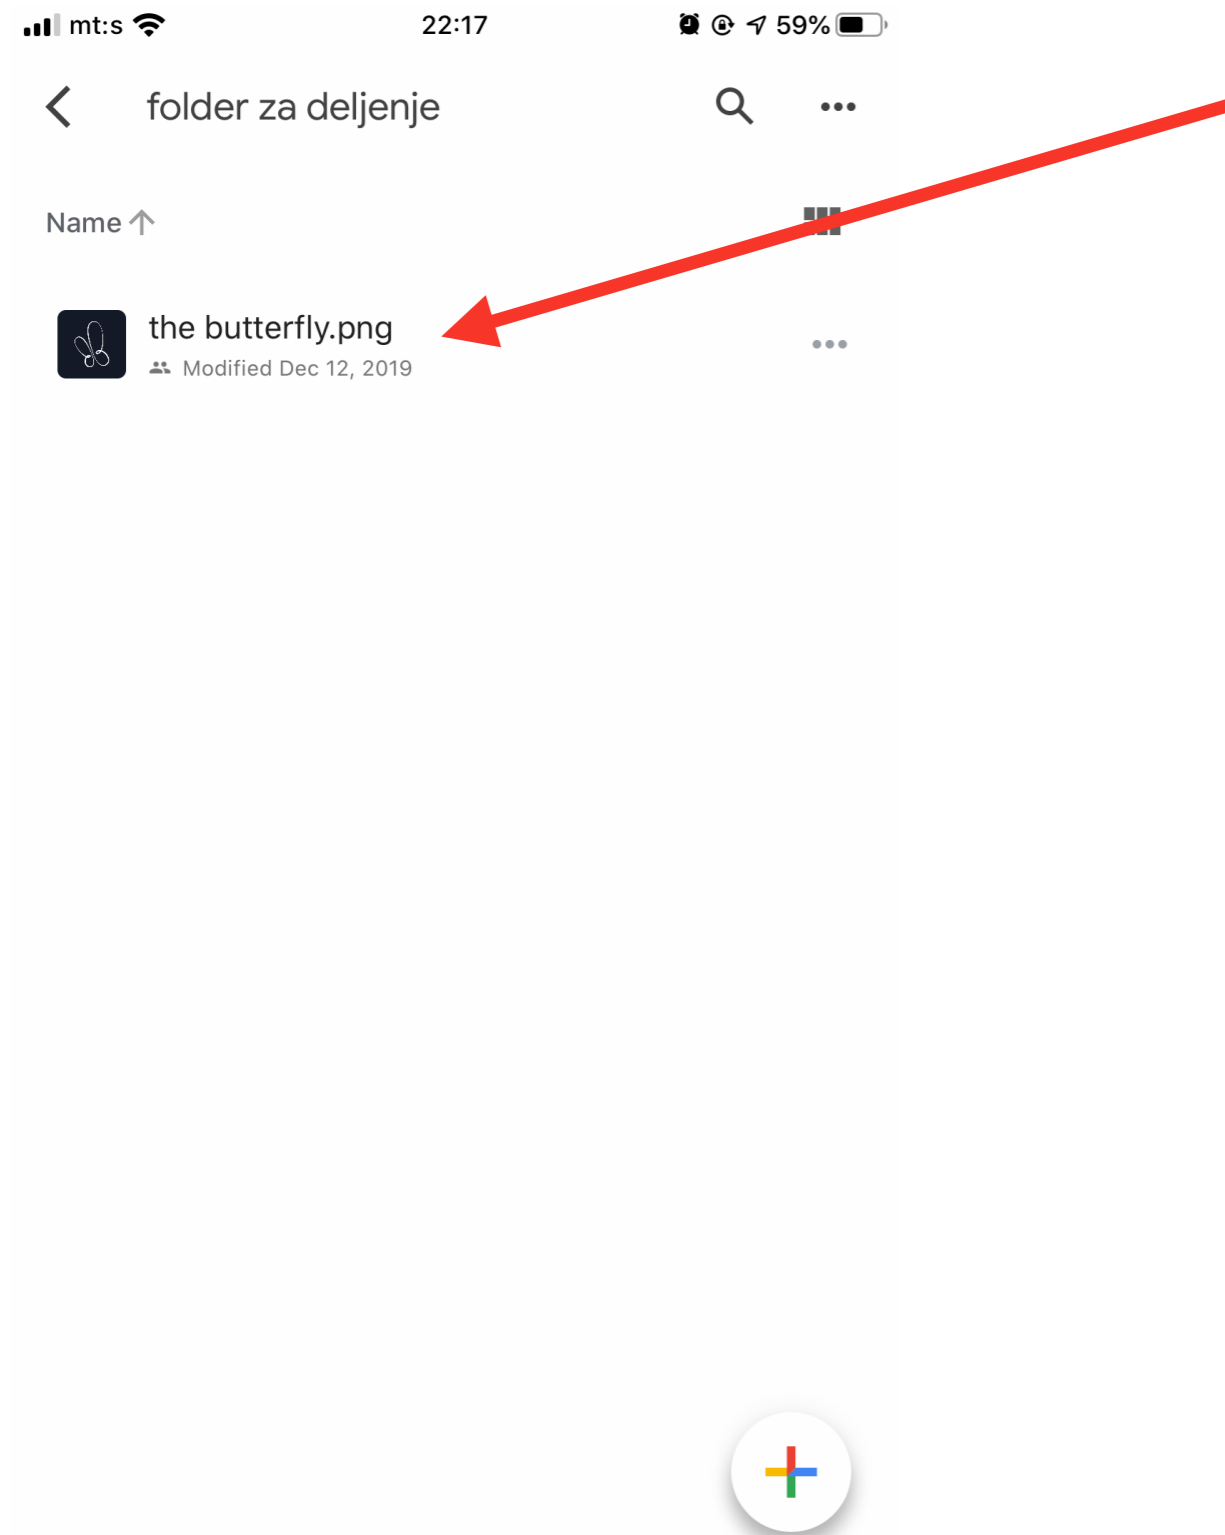 mt:s 22:17 59%
folder za deljenje
Name
the butterfly.png
Modified Dec 12, 2019